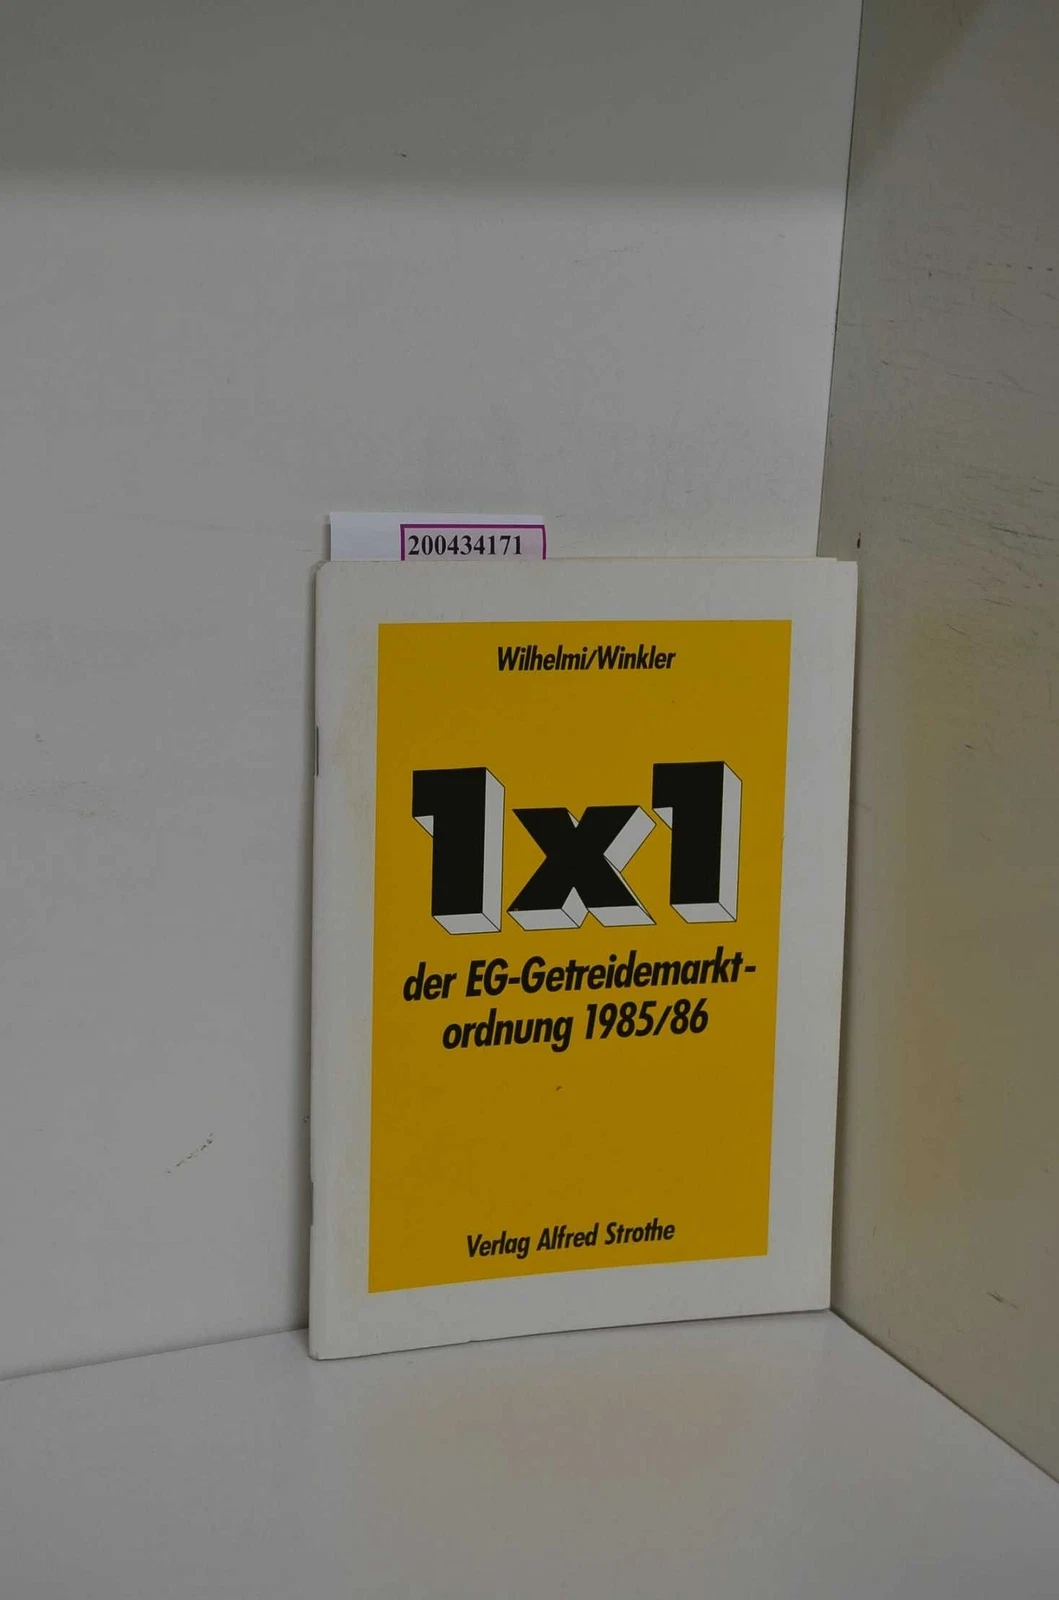 200434171
Wilhelmi/Winkler
1x1
der EG-Getreidemarkt-
ordnung 1985/86
Verlag Alfred Strothe